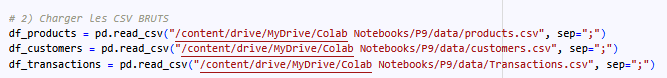 # 2) Charger les CSV BRUTS
df_products = pd.read_csv("/content/drive/MyDrive/Colab Notebooks/P9/data/products.csv", sep=";")
df_customers = pd.read_csv("/content/drive/MyDrive/Colab Notebooks/P9/data/customers.csv", sep=";")
df_transactions = pd.read_csv("/content/drive/MyDrive/Colab Notebooks/P9/data/Transactions.csv", sep=";")